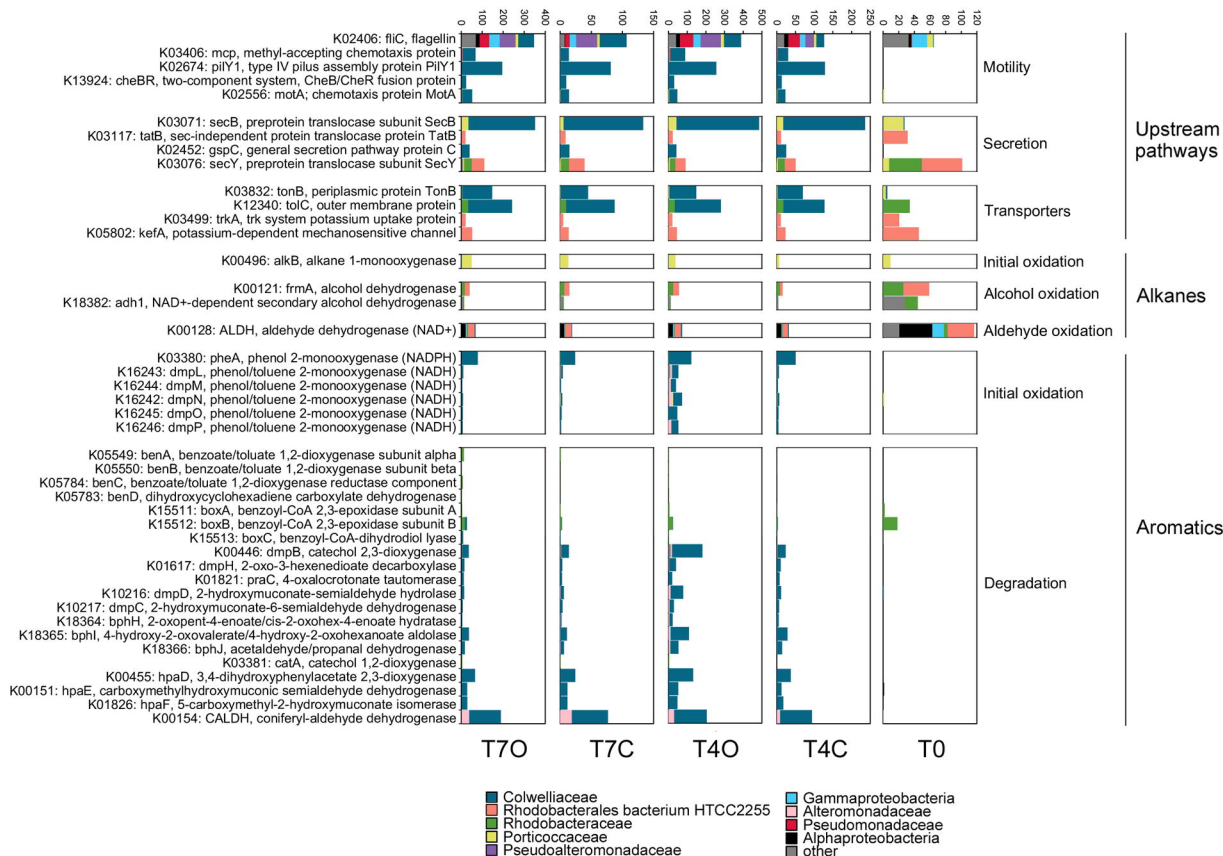 0 100 200 300 400
0 50 100 150
0 100 200 300 400 500
0 50 100 150 200 250
0 20 40 60 80 100 120
K02406: fliC, flagellin
K03406: mcp, methyl-accepting chemotaxis protein
K02674: pilY1, type IV pilus assembly protein PilY1
K13924: cheBR, two-component system, CheB/CheR fusion protein
K02556: motA; chemotaxis protein MotA
Motility
K03071: secB, preprotein translocase subunit SecB
K03117: tatB, sec-independent preprotein translocase protein TatB
K02452: gspC, general secretion pathway protein C
K03076: secY, preprotein translocase subunit SecY
Secretion
Upstream
pathways
K03832: tonB, periplasmic protein TonB
K12340: tolC, outer membrane protein
K03499: trkA, trk system potassium uptake protein
K05802: kefA, potassium-dependent mechanosensitive channel
Transporters
K00496: alkB, alkane 1-monooxygenase
Initial oxidation
K00121: frmA, alcohol dehydrogenase
K18382: adh1, NAD+-dependent secondary alcohol dehydrogenase
Alcohol oxidation
Alkanes
K00128: ALDH, aldehyde dehydrogenase (NAD+)
Aldehyde oxidation
K03380: pheA, phenol 2-monooxygenase (NADPH)
K16243: dmpL, phenol/toluene 2-monooxygenase (NADH)
K16244: dmpM, phenol/toluene 2-monooxygenase (NADH)
K16242: dmpN, phenol/toluene 2-monooxygenase (NADH)
K16245: dmpO, phenol/toluene 2-monooxygenase (NADH)
K16246: dmpP, phenol/toluene 2-monooxygenase (NADH)
Initial oxidation
K05549: benA, benzoate/toluate 1,2-dioxygenase subunit alpha
K05550: benB, benzoate/toluate 1,2-dioxygenase subunit beta
K05784: benC, benzoate/toluate 1,2-dioxygenase reductase component
K05783: benD, dihydroxycyclohexadiene carboxylate dehydrogenase
K15511: boxA, benzoyl-CoA 2,3-epoxidase subunit A
K15512: boxB, benzoyl-CoA 2,3-epoxidase subunit B
K15513: boxC, benzoyl-CoA-dihydrodiol lyase
K00446: dmpB, catechol 2,3-dioxygenase
K01617: dmpH, 2-oxo-3-hexenedioate decarboxylase
K01821: praC, 4-oxalocrotonate tautomerase
K10216: dmpD, 2-hydroxymuconate-semialdehyde hydrolase
K10217: dmpC, 2-hydroxymuconate-6-semialdehyde dehydrogenase
K18364: bphH, 2-oxopent-4-enoate/cis-2-oxohex-4-enoate hydratase
K18365: bphI, 4-hydroxy-2-oxovalerate/4-hydroxy-2-oxohexanoate aldolase
K18366: bphJ, acetaldehyde/propanal dehydrogenase
K03381: catA, catechol 1,2-dioxygenase
K00455: hpaD, 3,4-dihydroxyphenylacetate 2,3-dioxygenase
K00151: hpaE, carboxymethylhydroxymuconic semialdehyde dehydrogenase
K01826: hpaF, 5-carboxymethyl-2-hydroxymuconate isomerase
K00154: CALDH, coniferyl-aldehyde dehydrogenase
Degradation
Aromatics
T7O
T7C
T4O
T4C
T0
Colwelliaceae
Rhodobacterales bacterium HTCC2255
Rhodobacteraceae
Porticoccaceae
Pseudoalteromonadaceae
Gammaproteobacteria
Alteromonadaceae
Pseudomonadaceae
Alphaproteobacteria
other